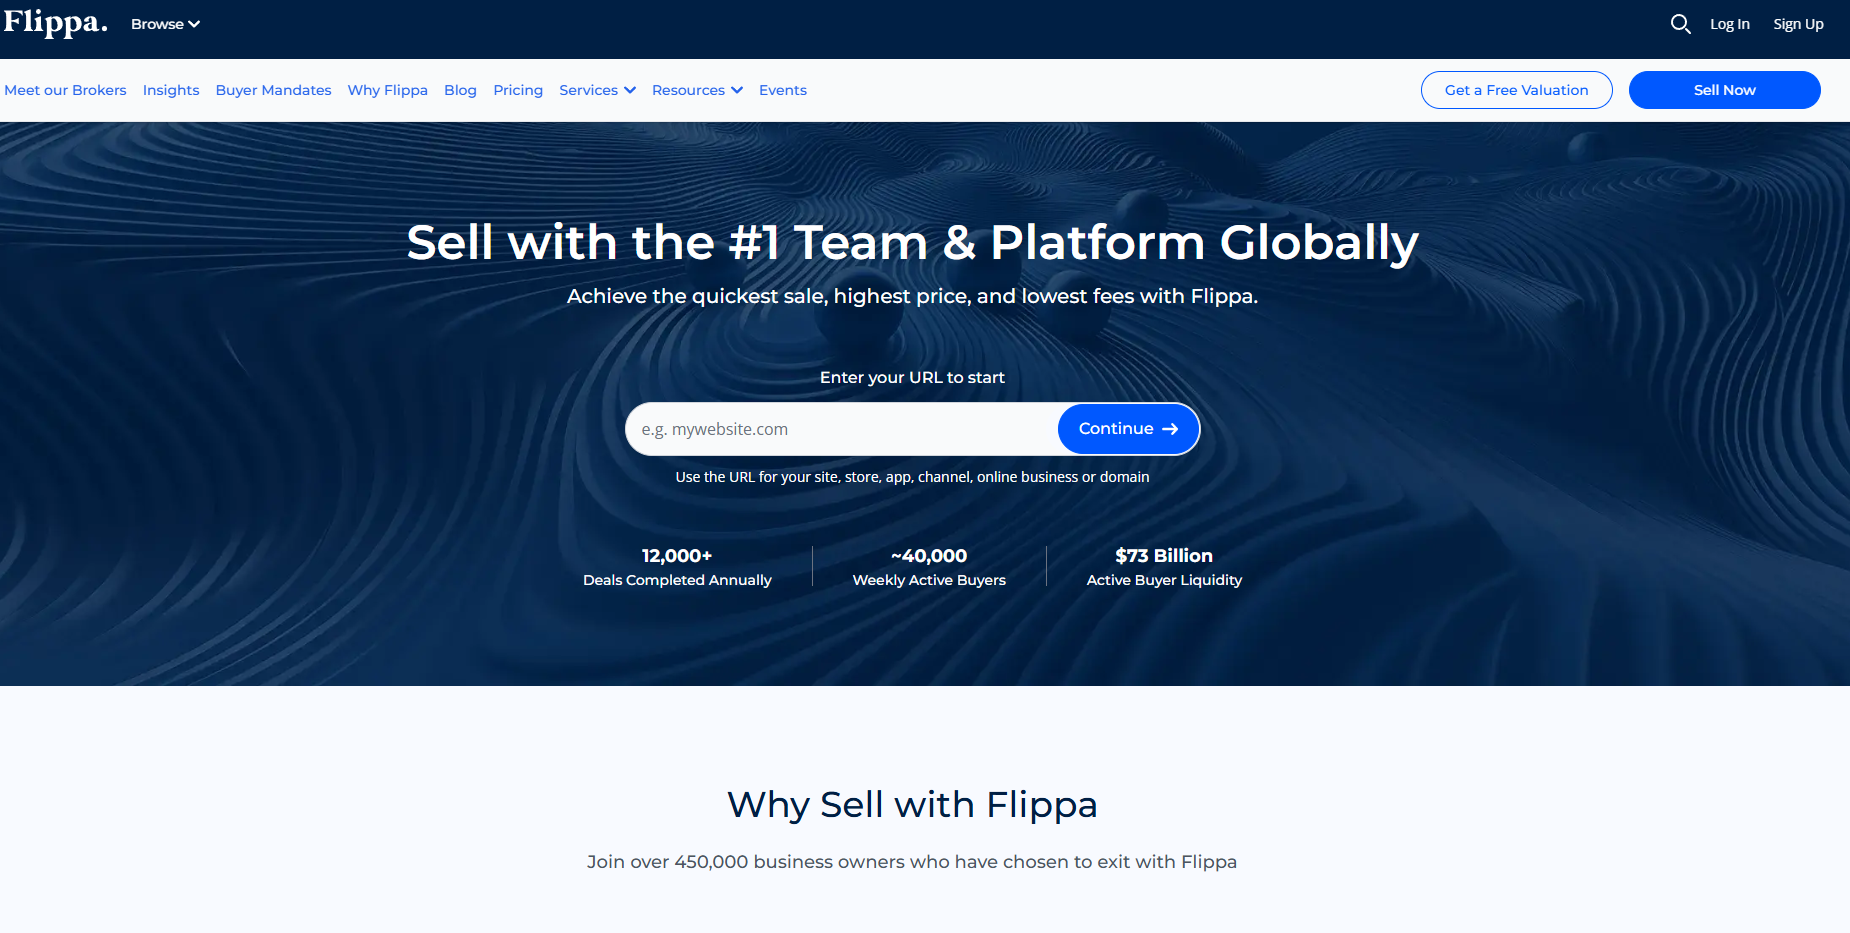 Flippa. Browse Log In Sign Up
Meet our Brokers Insights Buyer Mandates Why Flippa Blog Pricing Services Resources Events Get a Free Valuation Sell Now
Sell with the #1 Team & Platform Globally
Achieve the quickest sale, highest price, and lowest fees with Flippa.
Enter your URL to start
e.g. mywebsite.com Continue →
Use the URL for your site, store, app, channel, online business or domain
12,000+ ~40,000 $73 Billion
Deals Completed Annually Weekly Active Buyers Active Buyer Liquidity
Why Sell with Flippa
Join over 450,000 business owners who have chosen to exit with Flippa